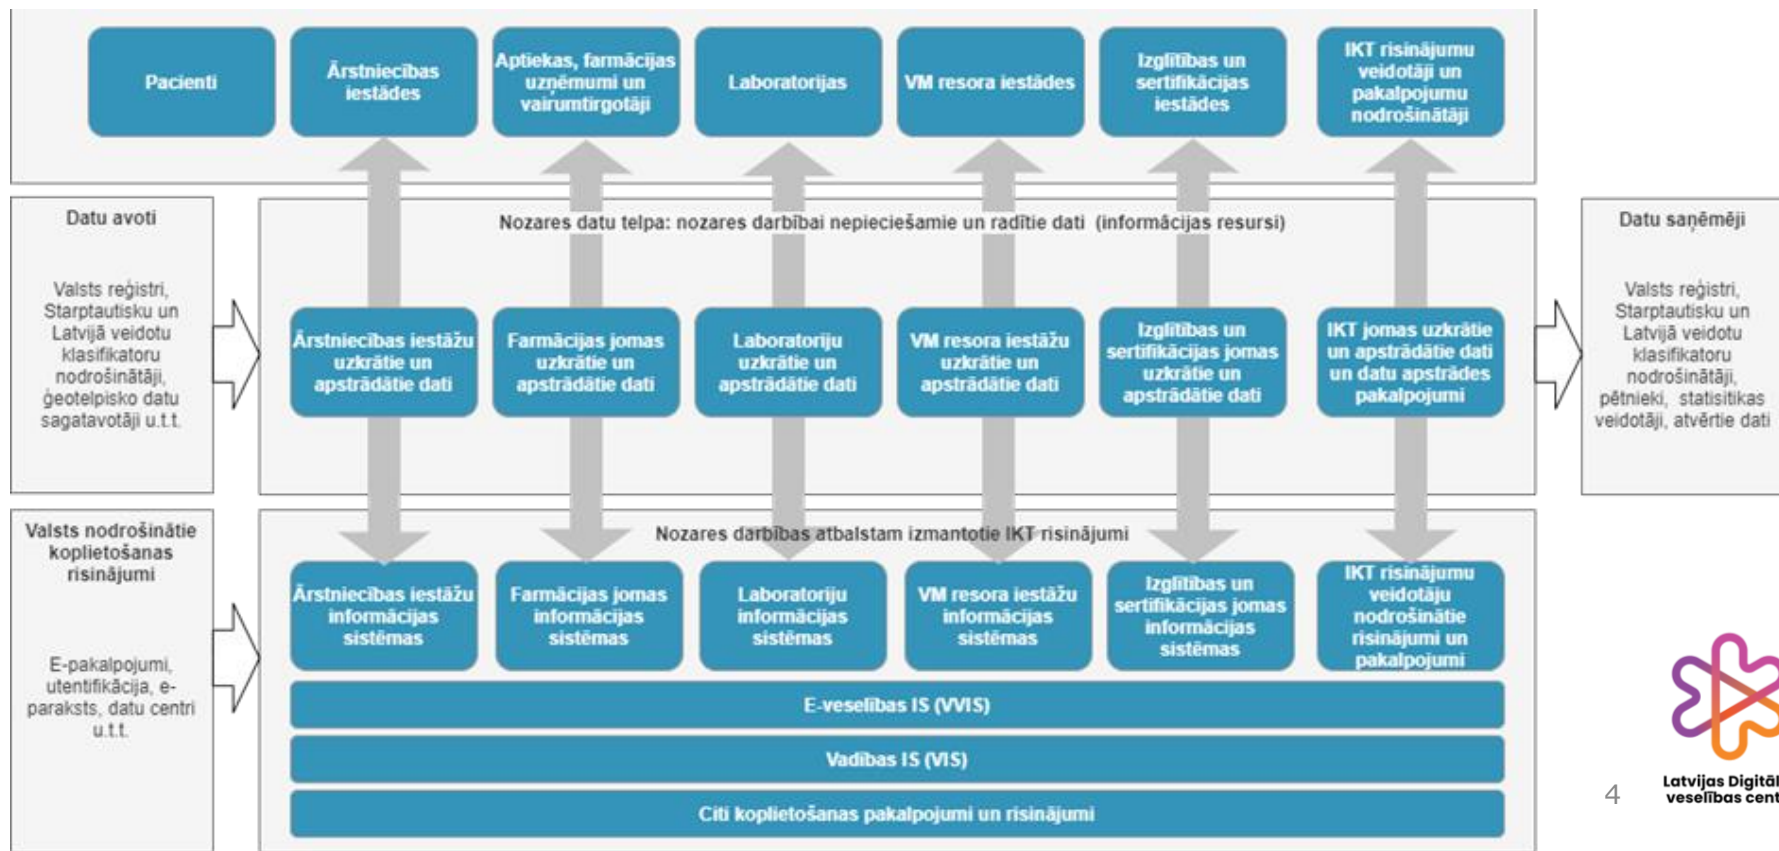 Pacienti
Ārstniecības
iestādes
Aptiekas, farmācijas
uzņēmumi un
vairumtirgotāji
Laboratorijas
VM resora iestādes
Izglītības un
sertifikācijas
iestādes
IKT risinājumu
veidotāji un
pakalpojumu
nodrošinātāji
Datu avoti
Valsts reģistri,
Starptautisku un
Latvijā veidotu
klasifikatoru
nodrošinātāji,
ģeotelpisko datu
sagatavotāji u.t.t.
Nozares datu telpa: nozares darbībai nepieciešamie un radītie dati (informācijas resursi)
Ārstniecības iestāžu
uzkrātie un
apstrādātie dati
Farmācijas jomas
uzkrātie un
apstrādātie dati
Laboratoriju
uzkrātie un
apstrādātie dati
VM resora iestāžu
uzkrātie un
apstrādātie dati
Izglītības un
sertifikācijas jomas
uzkrātie un
apstrādātie dati
IKT jomas uzkrātie
un apstrādātie dati
un datu apstrādes
pakalpojumi
Datu saņēmēji
Valsts reģistri,
Starptautisku un
Latvijā veidotu
klasifikatoru
nodrošinātāji,
pētnieki, statisitikas
veidotāji, atvērtie dati
Valsts nodrošinātie
koplietošanas
risinājumi
E-pakalpojumi,
utentifikācija, e-
paraksts, datu centri
u.t.t.
Nozares darbības atbalstam izmantotie IKT risinājumi
Ārstniecības iestāžu
informācijas
sistēmas
Farmācijas jomas
informācijas
sistēmas
Laboratoriju
informācijas
sistēmas
VM resora iestāžu
informācijas
sistēmas
Izglītības un
sertifikācijas jomas
informācijas
sistēmas
IKT risinājumu
veidotāju
nodrošinātie
risinājumi un
pakalpojumi
E-veselības IS (VVIS)
Vadības IS (VIS)
Citi koplietošanas pakalpojumi un risinājumi
4
Latvijas Digitāl
veselības cent